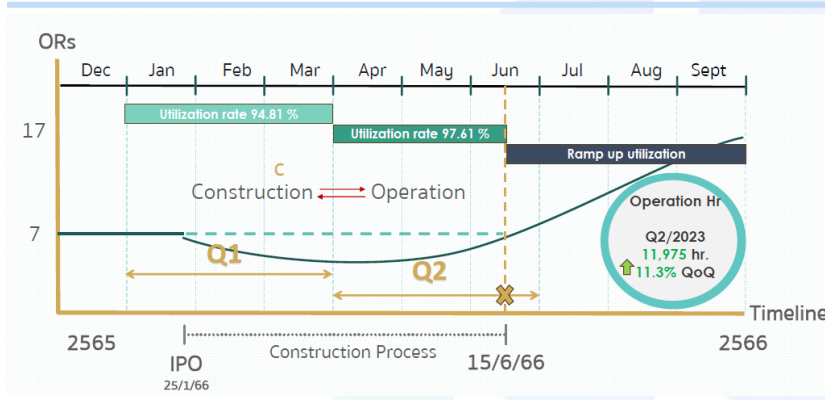 ORs
Dec Jan Feb Mar Apr May Jun Jul Aug Sept
Utilization rate 94.81 %
17
Utilization rate 97.61 %
Ramp up utilization
C
Construction Operation
Operation Hr
7
Q1
Q2
Q2/2023
11,975 hr.
11.3% QoQ
Timeline
2565
IPO
25/1/66
Construction Process
15/6/66
2566